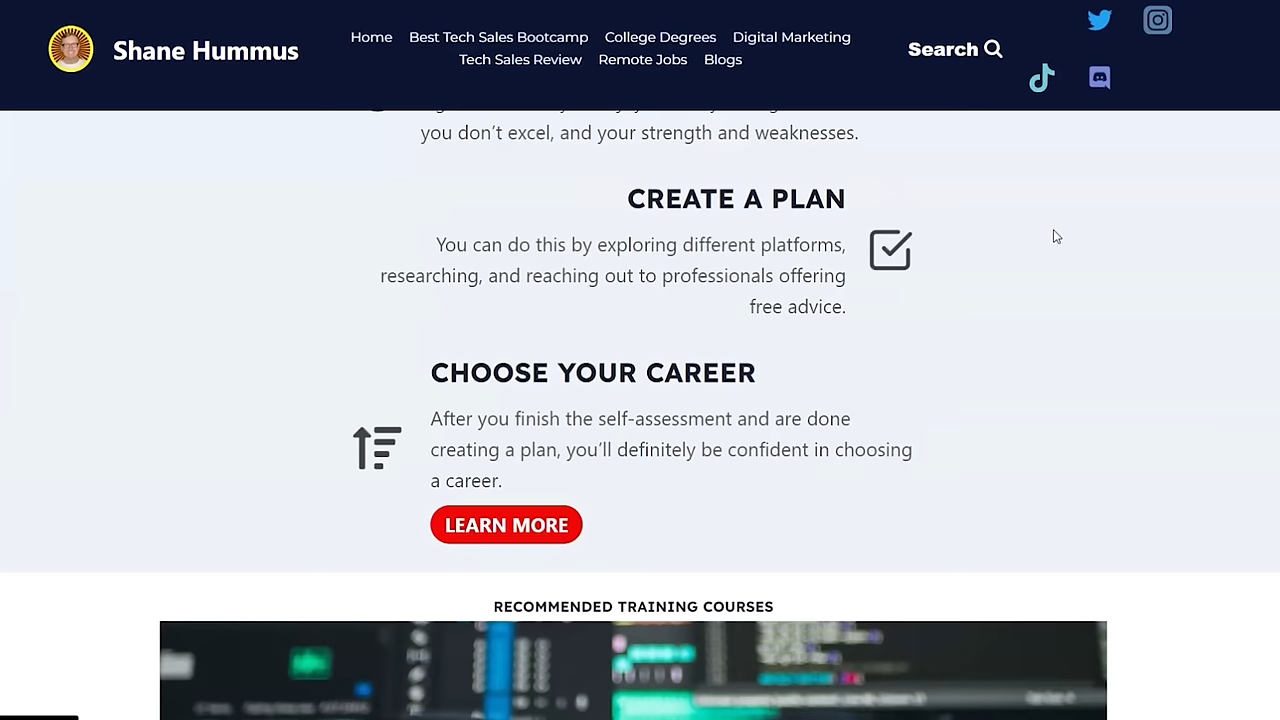 Shane Hummus
Home Best Tech Sales Bootcamp College Degrees Digital Marketing
Tech Sales Review Remote Jobs Blogs
Search
you don’t excel, and your strength and weaknesses.
CREATE A PLAN
You can do this by exploring different platforms,
researching, and reaching out to professionals offering
free advice.
CHOOSE YOUR CAREER
After you finish the self-assessment and are done
creating a plan, you’ll definitely be confident in choosing
a career.
LEARN MORE
RECOMMENDED TRAINING COURSES